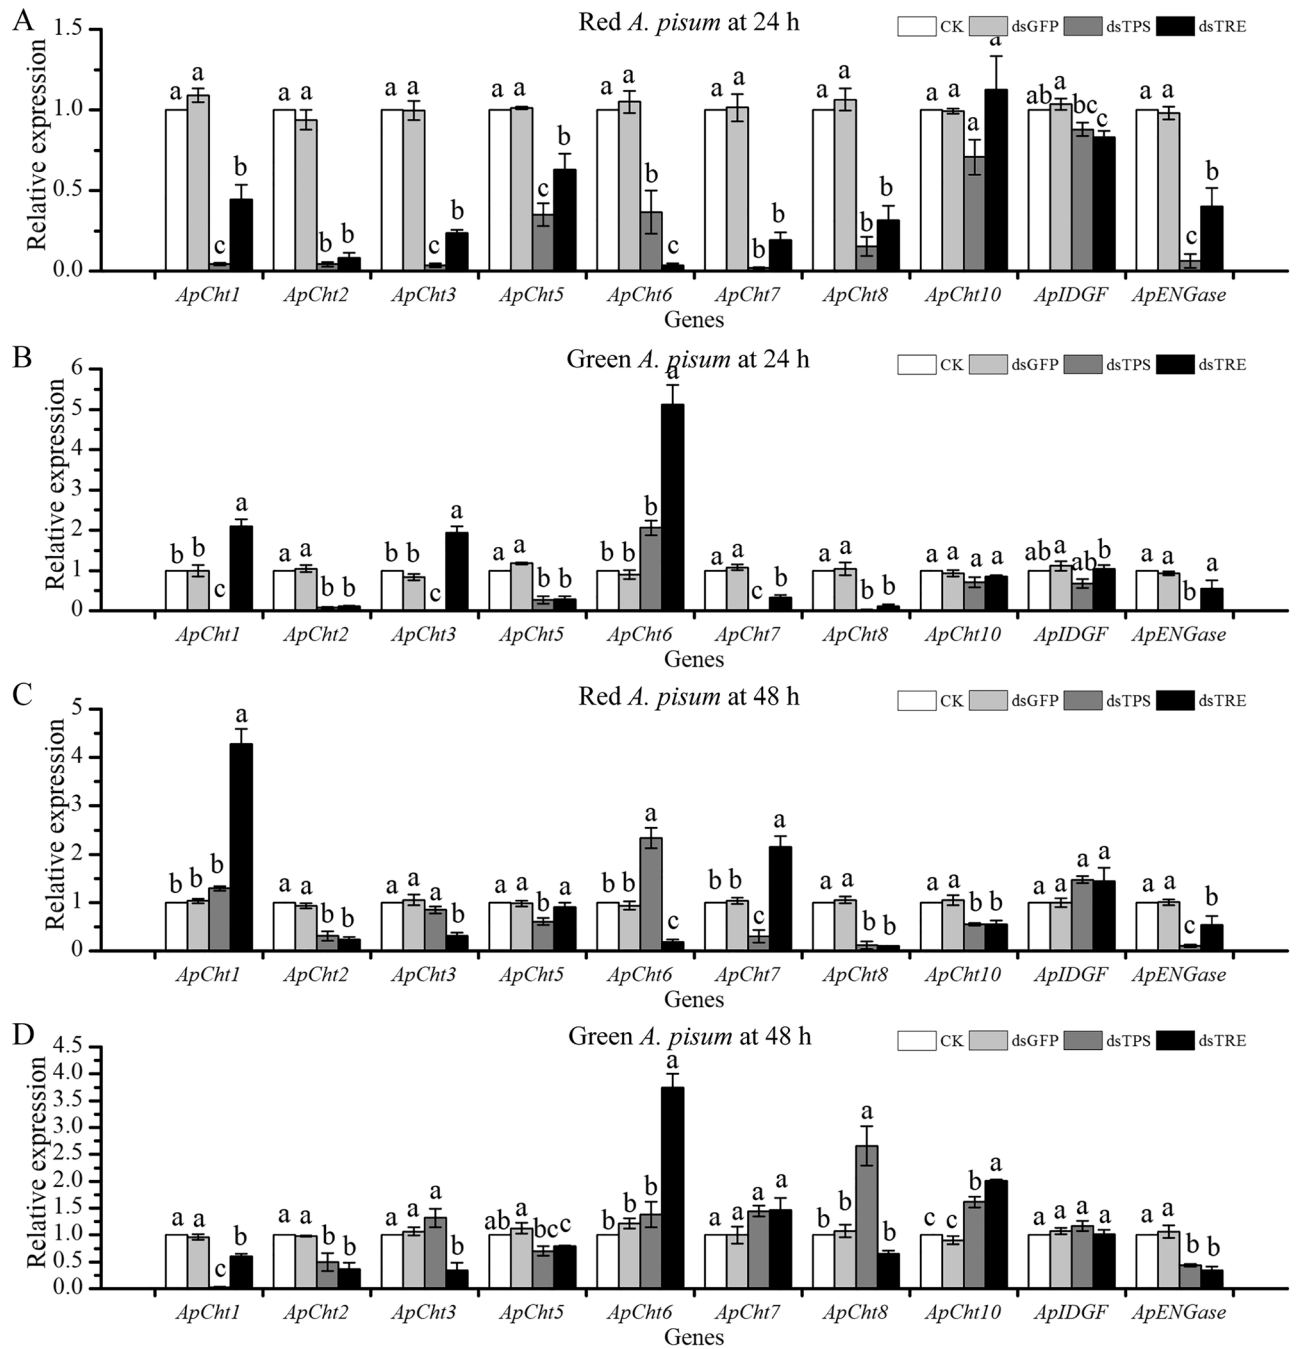 A
Red A. pisum at 24 h
CK dsGFP dsTPS dsTRE
Relative expression
1.5
1.0
0.5
0.0
a a c b
a a b b
a a c b
a a c b
a a b c
a a b b
a a b b
a a a a
ab a bc c
a a c b
ApCht1 ApCht2 ApCht3 ApCht5 ApCht6 ApCht7 ApCht8 ApCht10 ApIDGF ApENGase
Genes
B
Green A. pisum at 24 h
CK dsGFP dsTPS dsTRE
Relative expression
6
5
4
3
2
1
0
b b c a
a a b b
b b c a
a a b b
b b b a
a a c b
a a b b
a a a a
ab a ab b
a a b a
ApCht1 ApCht2 ApCht3 ApCht5 ApCht6 ApCht7 ApCht8 ApCht10 ApIDGF ApENGase
Genes
C
Red A. pisum at 48 h
CK dsGFP dsTPS dsTRE
Relative expression
5
4
3
2
1
0
b b b a
a a b b
a a a b
a a b a
b b a c
b b c a
a a b b
a a b b
a a a a
a a c b
ApCht1 ApCht2 ApCht3 ApCht5 ApCht6 ApCht7 ApCht8 ApCht10 ApIDGF ApENGase
Genes
D
Green A. pisum at 48 h
CK dsGFP dsTPS dsTRE
Relative expression
4.5
4.0
3.5
3.0
2.5
2.0
1.5
1.0
0.5
0.0
a a c b
a a b b
a a a b
ab a bc c
b b b a
a a a a
b b a b
c c b a
a a a a
a a b b
ApCht1 ApCht2 ApCht3 ApCht5 ApCht6 ApCht7 ApCht8 ApCht10 ApIDGF ApENGase
Genes